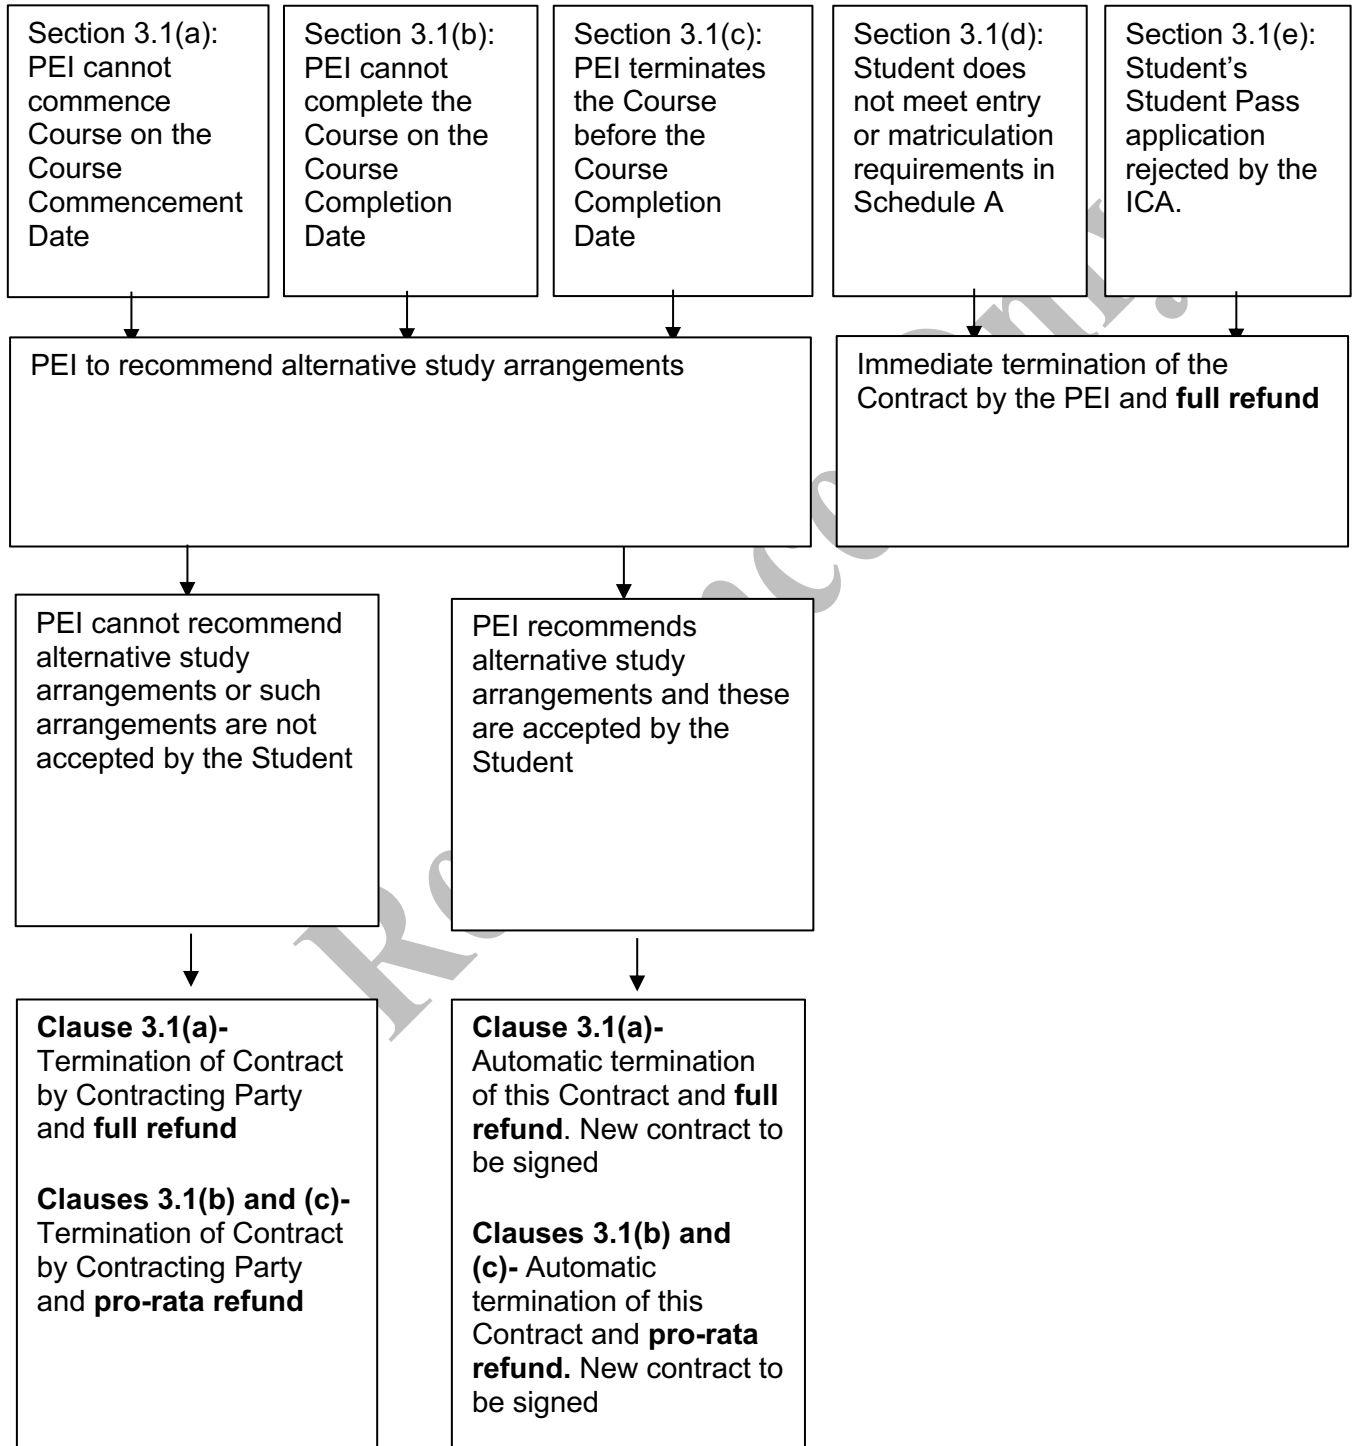 Section 3.1(a):
PEI cannot
commence
Course on the
Course
Commencement
Date
Section 3.1(b):
PEI cannot
complete the
Course on the
Course
Completion
Date
Section 3.1(c):
PEI terminates
the Course
before the
Course
Completion
Date
Section 3.1(d):
Student does
not meet entry
or matriculation
requirements in
Schedule A
Section 3.1(e):
Student’s
Student Pass
application
rejected by the
ICA.
PEI to recommend alternative study arrangements
Immediate termination of the
Contract by the PEI and full refund
PEI cannot recommend
alternative study
arrangements or such
arrangements are not
accepted by the Student
PEI recommends
alternative study
arrangements and these
are accepted by the
Student
Clause 3.1(a)-
Termination of Contract
by Contracting Party
and full refund
Clauses 3.1(b) and (c)-
Termination of Contract
by Contracting Party
and pro-rata refund
Clause 3.1(a)-
Automatic termination
of this Contract and full
refund. New contract to
be signed
Clauses 3.1(b) and
(c)- Automatic
termination of this
Contract and pro-rata
refund. New contract to
be signed